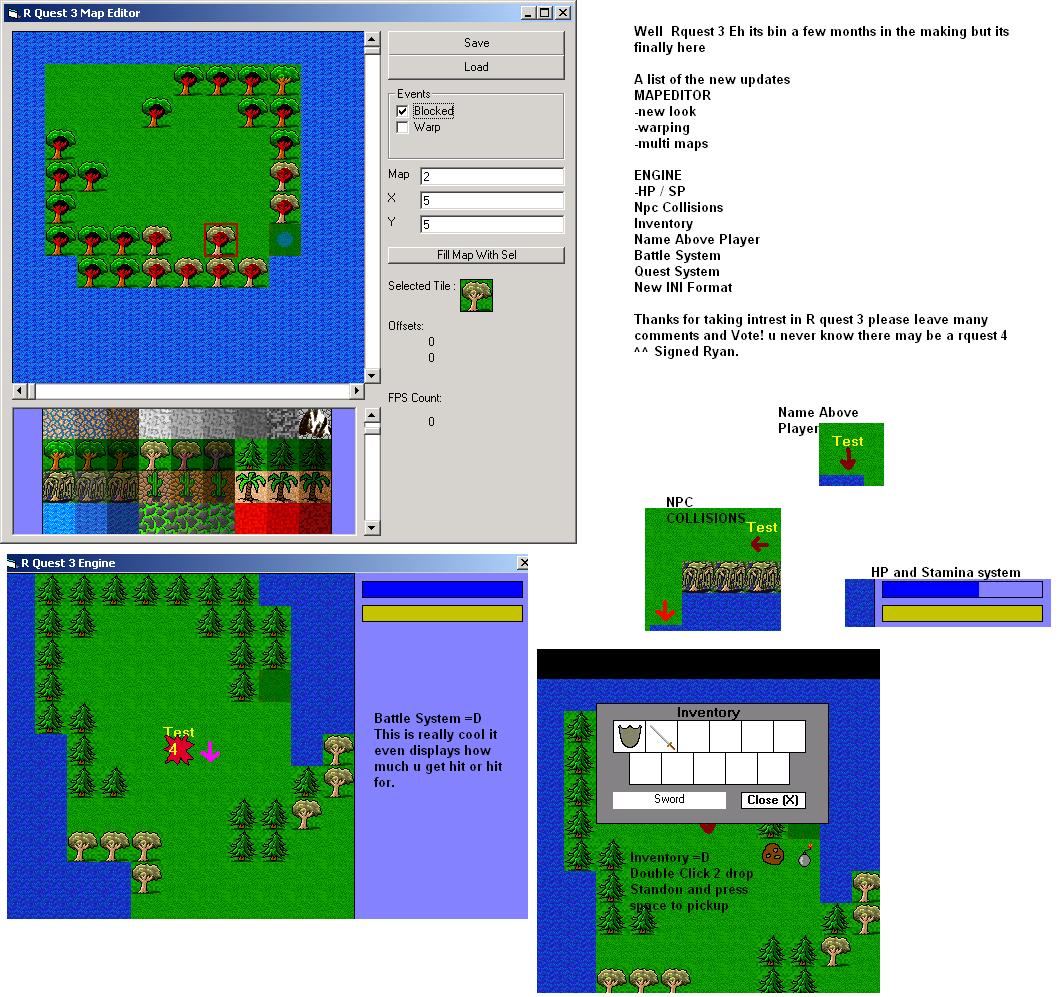 R Quest 3 Map Editor
Save
Load
Events
Blocked
Warp
Map 2
X 5
Y 5
Fill Map With Sel
Selected Tile :
Offsets:
0
0
FPS Count:
0
Well  Rquest 3 Eh its bin a few months in the making but its
finally here
A list of the new updates
MAPEDITOR
-new look
-warping
-multi maps
ENGINE
-HP / SP
Npc Collisions
Inventory
Name Above Player
Battle System
Quest System
New INI Format
Thanks for taking intrest in R quest 3 please leave many
comments and Vote! u never know there may be a rquest 4
^^ Signed Ryan.
Name Above
Player
Test
NPC
COLLISIONS
Test
HP and Stamina system
R Quest 3 Engine
Test
4
Battle System =D
This is really cool it
even displays how
much u get hit or hit
for.
Inventory
Sword
Close (X)
Inventory =D
Double Click 2 drop
Standon and press
space to pickup